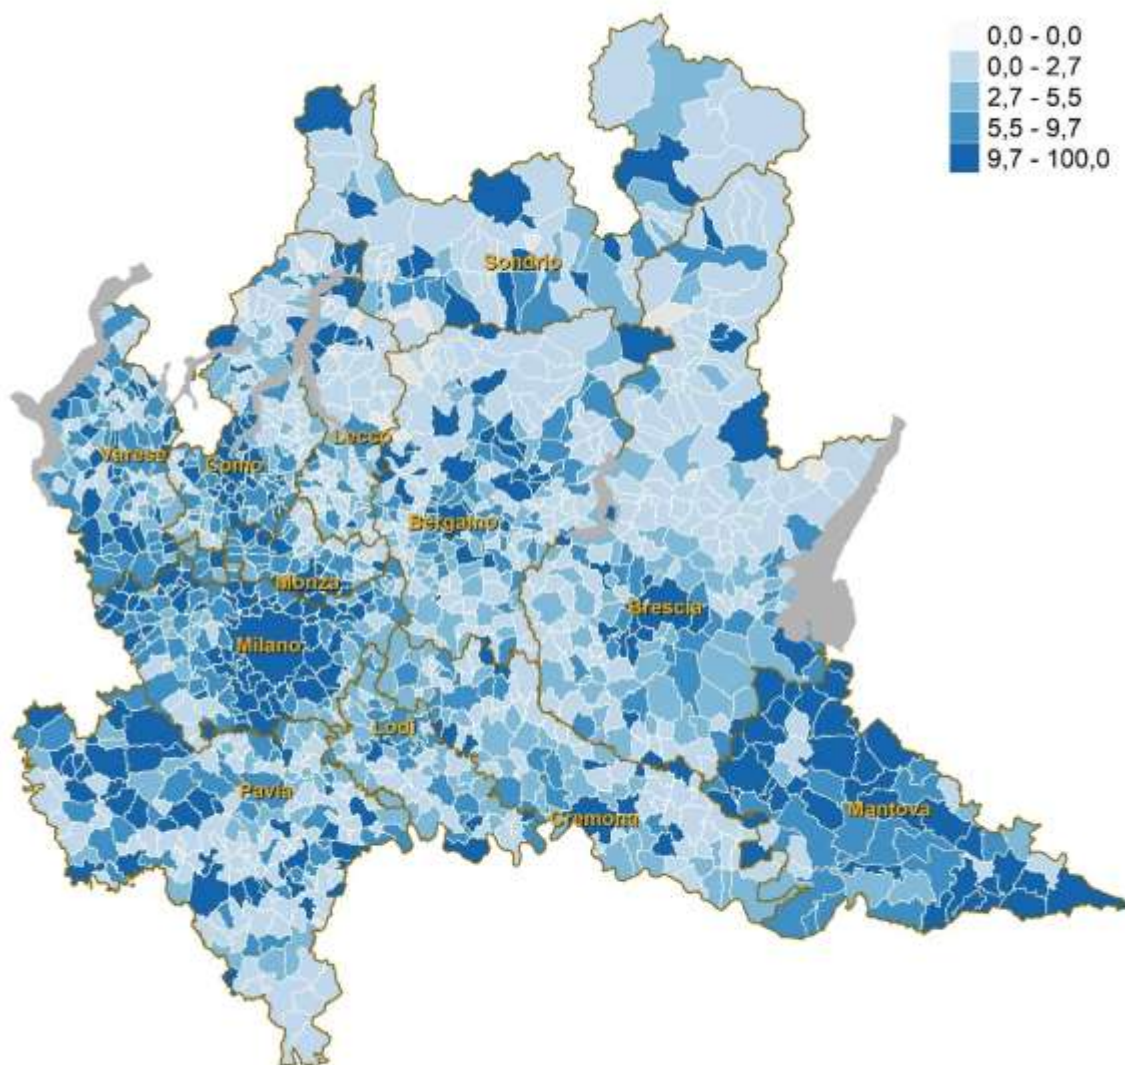 0,0 - 0,0
0,0 - 2,7
2,7 - 5,5
5,5 - 9,7
9,7 - 100,0
Sondrio
Lecco
Varese
Como
Bergamo
Monza
Brescia
Milano
Lodi
Pavia
Mantova
Cremona